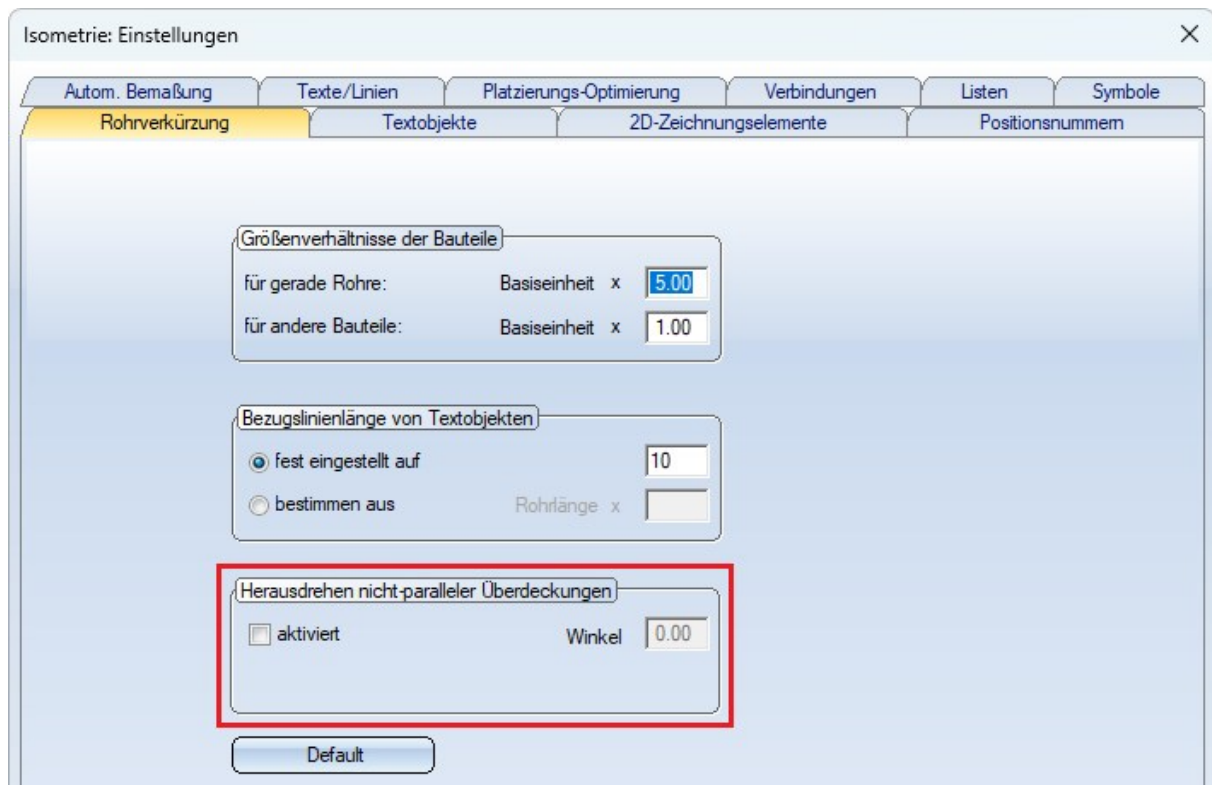 Isometrie: Einstellungen
Autom. Bemaßung Texte/Linien Platzierungs-Optimierung Verbindungen Listen Symbole
Rohrverkürzung Textobjekte 2D-Zeichnungselemente Positionsnummern
Größenverhältnisse der Bauteile
für gerade Rohre: Basiseinheit x 5.00
für andere Bauteile: Basiseinheit x 1.00
Bezugslinienlänge von Textobjekten
fest eingestellt auf 10
bestimmen aus Rohrlänge x
Herausdrehen nicht-paralleler Überdeckungen
aktiviert Winkel 0.00
Default